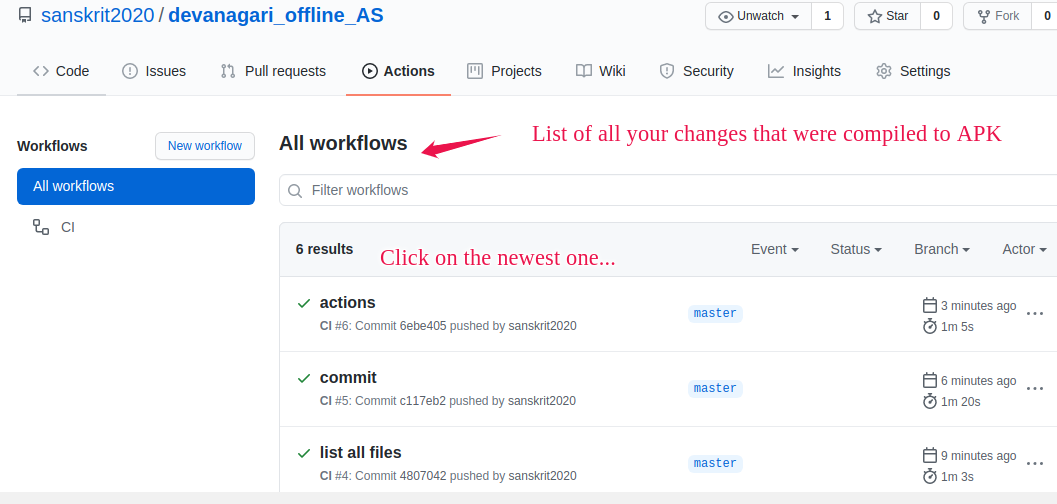 sanskrit2020 / devanagari_offline_AS
Unwatch 1 Star 0 Fork 0
Code Issues Pull requests Actions Projects Wiki Security Insights Settings
Workflows
New workflow
All workflows
CI
All workflows
List of all your changes that were compiled to APK
Filter workflows
6 results
Click on the newest one...
Event Status Branch Actor
actions
CI #6: Commit 6ebe405 pushed by sanskrit2020
master
3 minutes ago
1m 5s
commit
CI #5: Commit c117eb2 pushed by sanskrit2020
master
6 minutes ago
1m 20s
list all files
CI #4: Commit 4807042 pushed by sanskrit2020
master
9 minutes ago
1m 3s